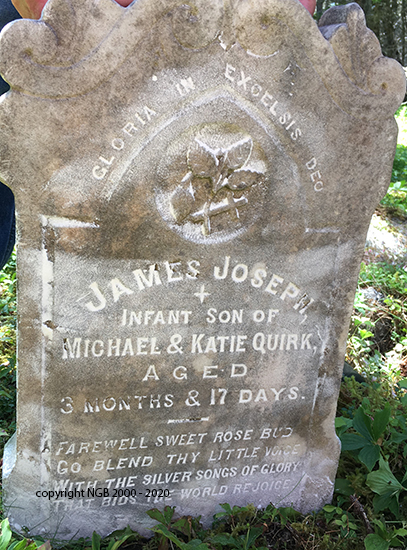 GLORIA IN EXCELSIS DEO
JAMES JOSEPH,
INFANT SON OF
MICHAEL & KATIE QUIRK,
AGED
3 MONTHS & 17 DAYS.
FAREWELL SWEET ROSE BUD
GO BLEND THY LITTLE VOICE
WITH THE SILVER SONGS OF GLORY
THAT BIDS THE WORLD REJOICE
copyright NGB 2000 - 2020